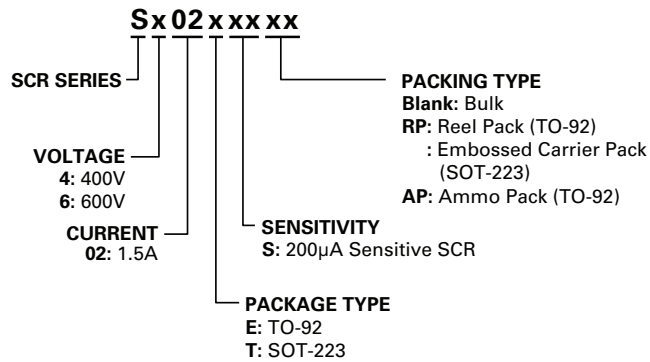 Sx02xxxxx
SCR SERIES
PACKING TYPE
Blank: Bulk
RP: Reel Pack (TO-92)
: Embossed Carrier Pack
(SOT-223)
AP: Ammo Pack (TO-92)
VOLTAGE
4: 400V
6: 600V
CURRENT
02: 1.5A
SENSITIVITY
S: 200μA Sensitive SCR
PACKAGE TYPE
E: TO-92
T: SOT-223